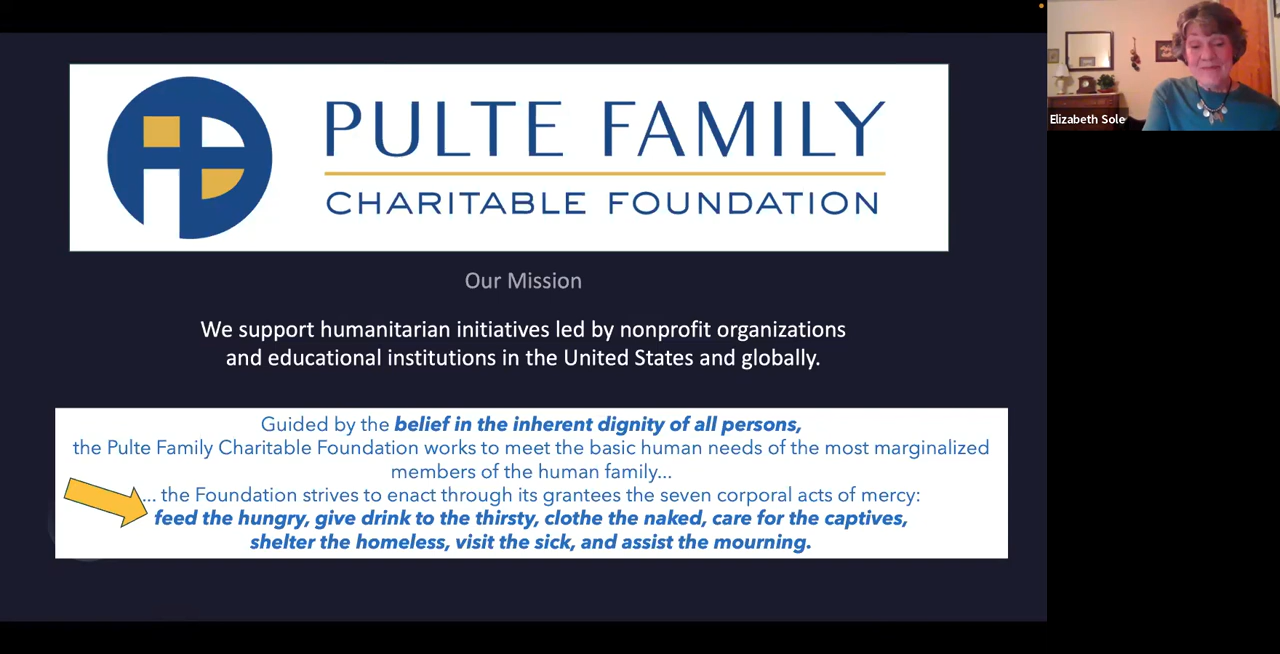 PULTE FAMILY
CHARITABLE FOUNDATION
Elizabeth Sole
Our Mission
We support humanitarian initiatives led by nonprofit organizations
and educational institutions in the United States and globally.
Guided by the belief in the inherent dignity of all persons,
the Pulte Family Charitable Foundation works to meet the basic human needs of the most marginalized
members of the human family...
... the Foundation strives to enact through its grantees the seven corporal acts of mercy:
feed the hungry, give drink to the thirsty, clothe the naked, care for the captives,
shelter the homeless, visit the sick, and assist the mourning.